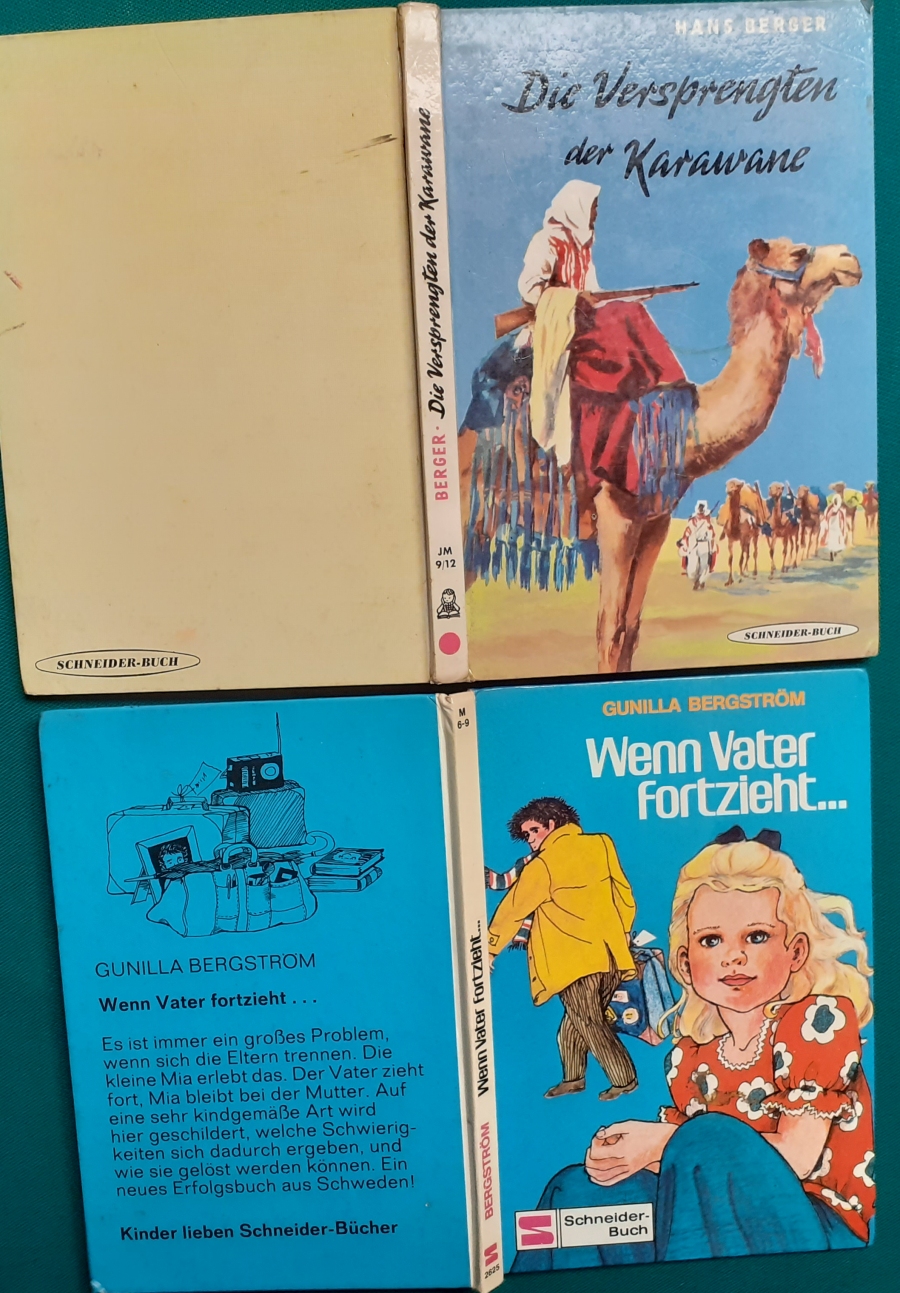 SCHNEIDER-BUCH
BERGER · Die Versprengten der Karawane
JM
9/12
HANS BERGER
Die Versprengten
der Karawane
SCHNEIDER-BUCH
GUNILLA BERGSTRÖM
Wenn Vater fortzieht . . .
Es ist immer ein großes Problem,
wenn sich die Eltern trennen. Die
kleine Mia erlebt das. Der Vater zieht
fort, Mia bleibt bei der Mutter. Auf
eine sehr kindgemäße Art wird
hier geschildert, welche Schwierig-
keiten sich dadurch ergeben, und
wie sie gelöst werden können. Ein
neues Erfolgsbuch aus Schweden!
Kinder lieben Schneider-Bücher
M
6-9
BERGSTRÖM Wenn Vater fortzieht...
2625
GUNILLA BERGSTRÖM
Wenn Vater
fortzieht...
Schneider-
Buch